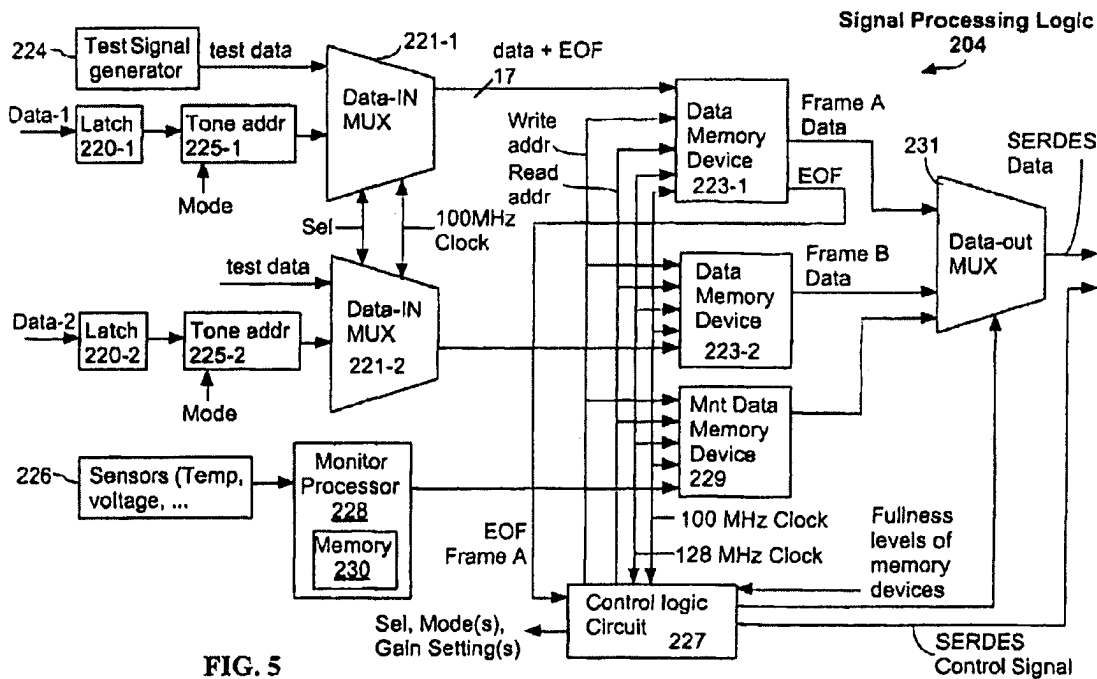 Signal Processing Logic
204
224
Test Signal
generator
test data
221-1
data + EOF
17
Data-IN
MUX
Data-1
Latch
220-1
Tone addr
225-1
Mode
Write
addr
Read
addr
Data
Memory
Device
223-1
Frame A
Data
EOF
231
SERDES
Data
Data-out
MUX
Sel
100MHz
Clock
test data
Data-2
Latch
220-2
Tone addr
225-2
Mode
Data-IN
MUX
221-2
Data
Memory
Device
223-2
Frame B
Data
Mnt Data
Memory
Device
229
226
Sensors (Temp,
voltage, ...
Monitor
Processor
228
Memory
230
EOF
Frame A
100 MHz Clock
128 MHz Clock
Fullness
levels of
memory
devices
Control logic
Circuit
227
Sel, Mode(s),
Gain Setting(s)
SERDES
Control Signal
FIG. 5